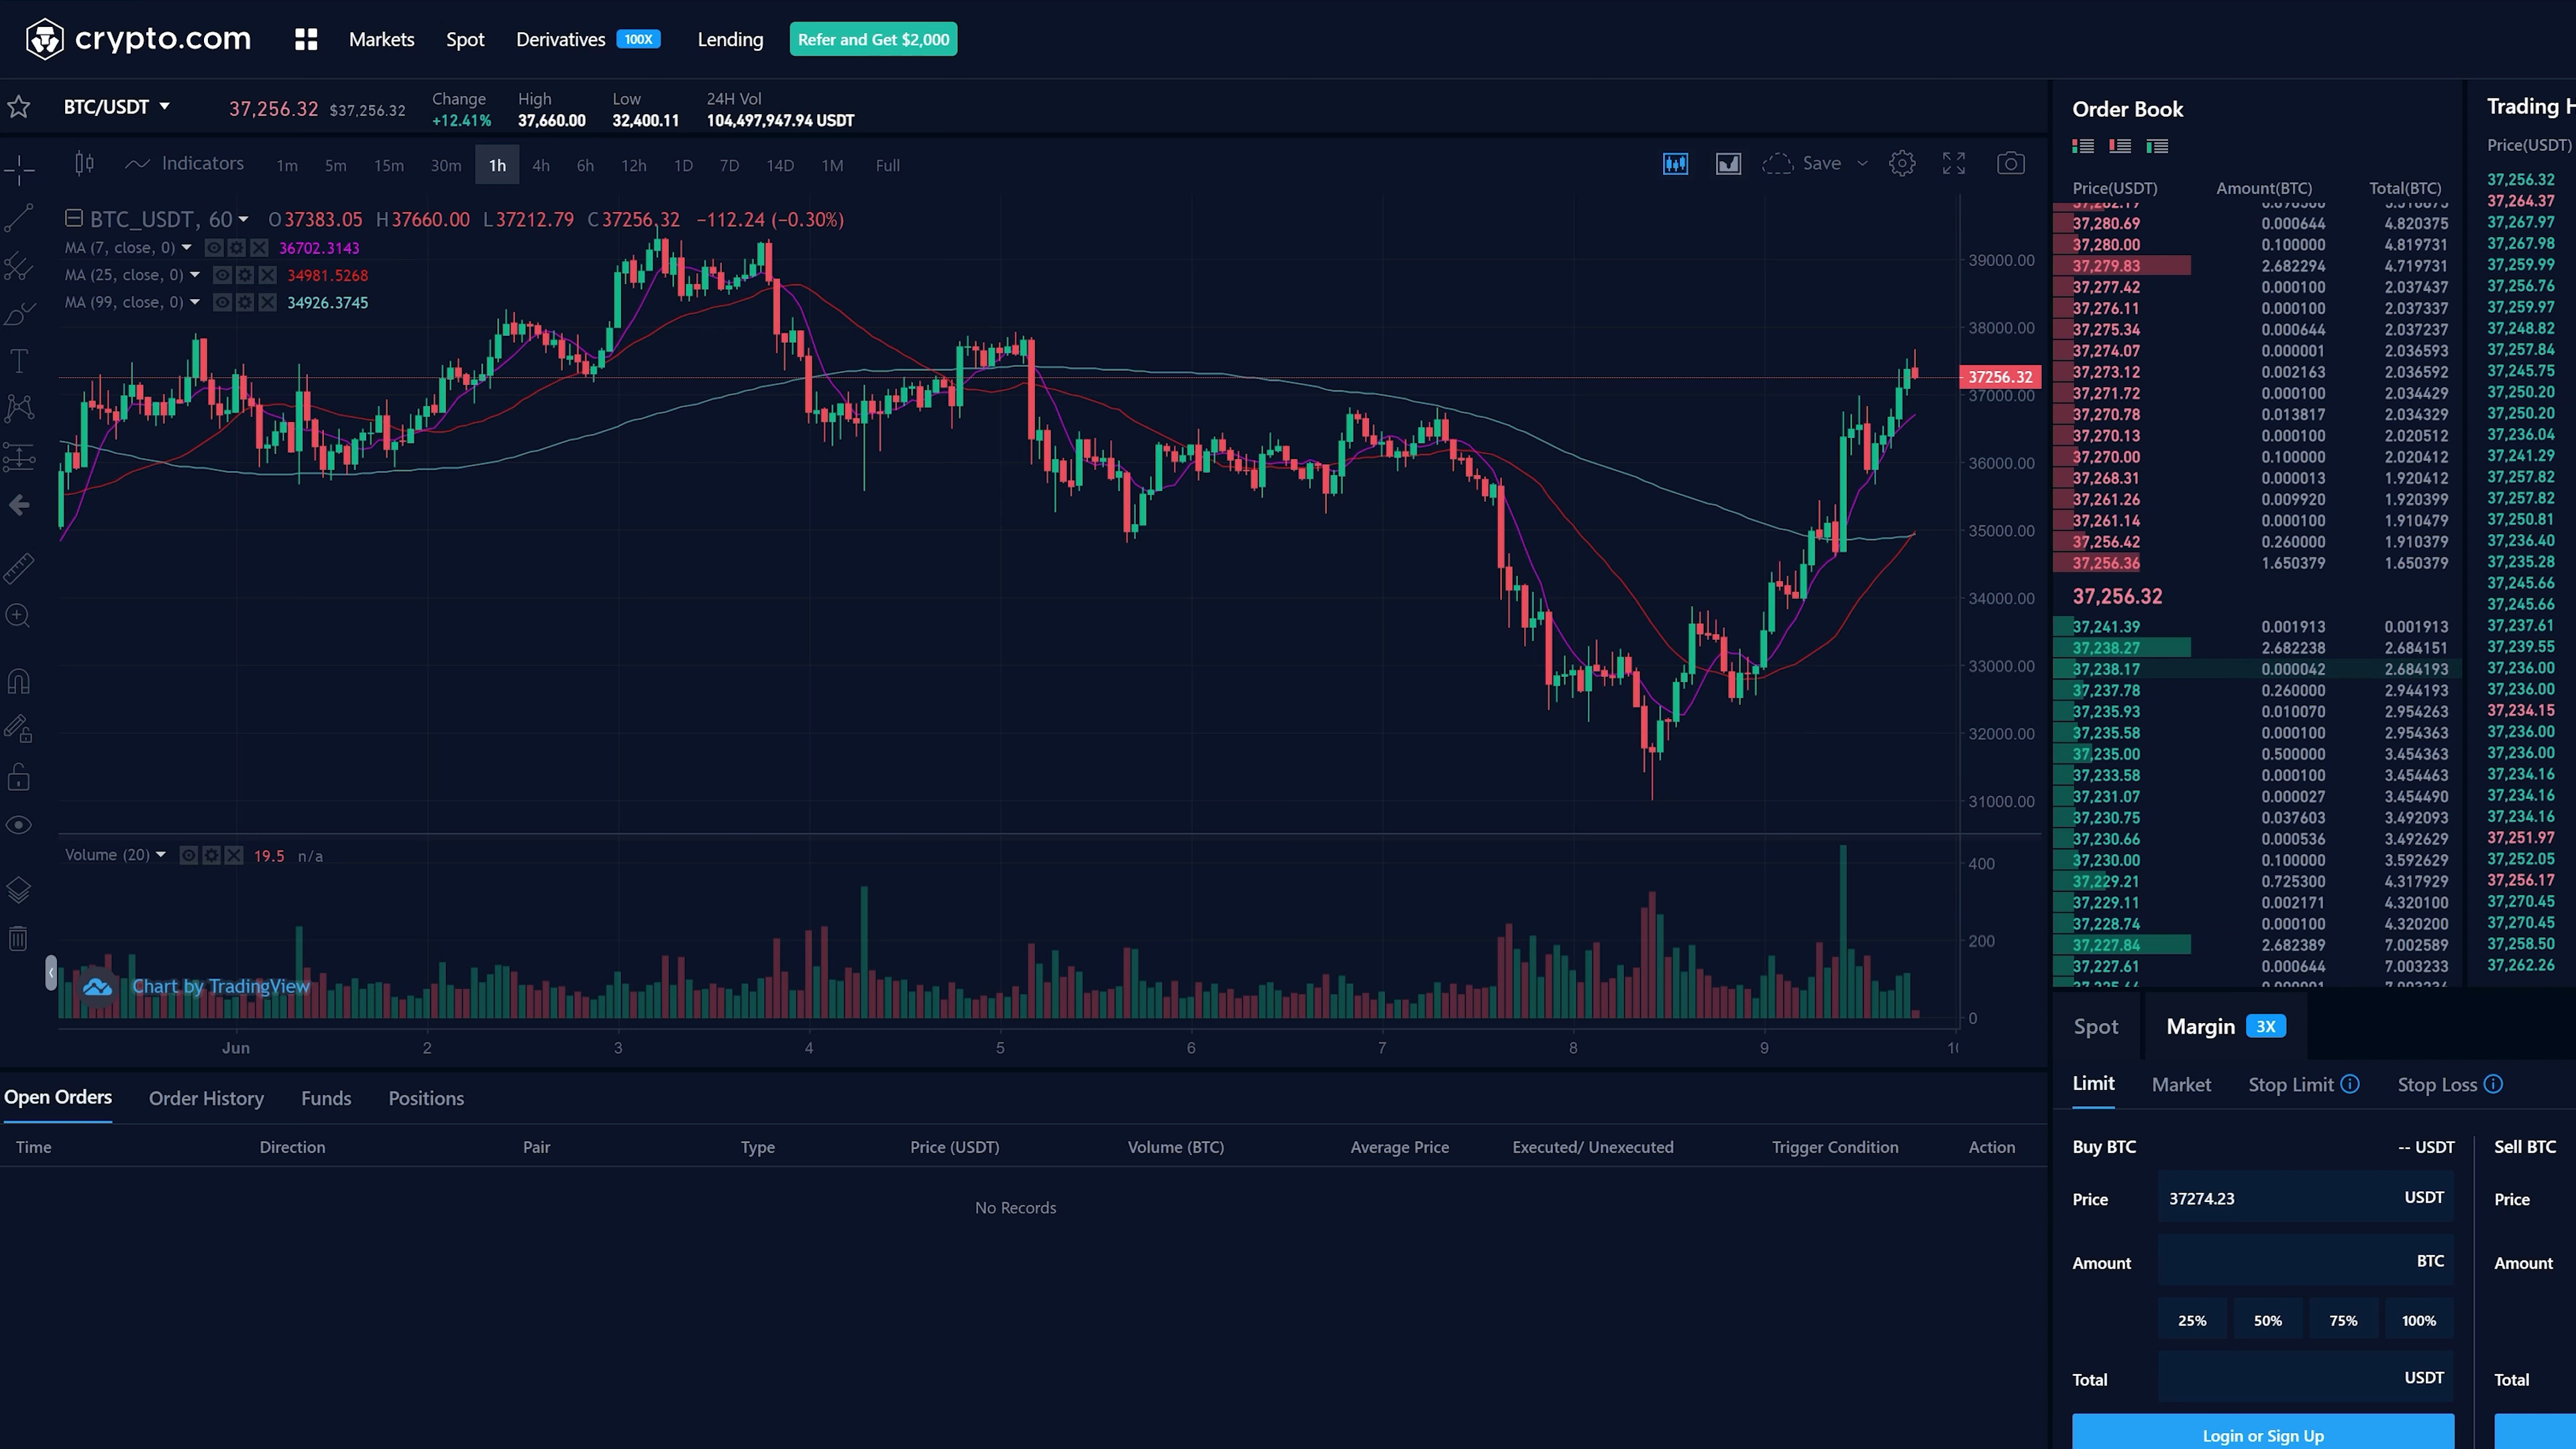 crypto.com
Markets Spot Derivatives 100X Lending Refer and Get $2,000
BTC/USDT 37,256.32 $37,256.32
Change High Low 24H Vol
+12.41% 37,660.00 32,400.11 104,497,947.94 USDT
Indicators 1m 5m 15m 30m 1h 4h 6h 12h 1D 7D 14D 1M Full Save
BTC_USDT, 60 O37383.05 H37660.00 L37212.79 C37256.32 −112.24 (−0.30%)
MA (7, close, 0) 36702.3143
MA (25, close, 0) 34981.5268
MA (99, close, 0) 34926.3745
39000.00
38000.00
37256.32
37000.00
36000.00
35000.00
34000.00
33000.00
32000.00
31000.00
Volume (20) 19.5 n/a
400
200
0
Chart by TradingView
Jun 2 3 4 5 6 7 8 9
Open Orders Order History Funds Positions
Time Direction Pair Type Price (USDT) Volume (BTC) Average Price Executed/ Unexecuted Trigger Condition Action
No Records
Order Book
Price(USDT) Amount(BTC) Total(BTC)
37,280.69 0.000644 4.820375
37,280.00 0.100000 4.819731
37,279.83 2.682294 4.719731
37,277.42 0.000100 2.037437
37,276.11 0.000100 2.037337
37,275.34 0.000644 2.037237
37,274.07 0.000001 2.036593
37,273.12 0.002163 2.036592
37,271.72 0.000100 2.034429
37,270.78 0.013817 2.034329
37,270.13 0.000100 2.020512
37,270.00 0.100000 2.020412
37,268.31 0.000013 1.920412
37,261.26 0.009920 1.920399
37,261.14 0.000100 1.910479
37,256.42 0.260000 1.910379
37,256.36 1.650379 1.650379
37,256.32
37,241.39 0.001913 0.001913
37,238.27 2.682238 2.684151
37,238.17 0.000042 2.684193
37,237.78 0.260000 2.944193
37,235.93 0.010070 2.954263
37,235.58 0.000100 2.954363
37,235.00 0.500000 3.454363
37,233.58 0.000100 3.454463
37,231.07 0.000027 3.454490
37,230.75 0.037603 3.492093
37,230.66 0.000536 3.492629
37,230.00 0.100000 3.592629
37,229.21 0.725300 4.317929
37,229.11 0.002171 4.320100
37,228.74 0.000100 4.320200
37,227.84 2.682389 7.002589
37,227.61 0.000644 7.003233
Trading H
Price(USDT)
37,256.32
37,264.37
37,267.97
37,267.98
37,259.99
37,256.76
37,259.97
37,248.82
37,257.84
37,245.75
37,250.20
37,250.20
37,236.04
37,241.29
37,257.82
37,257.82
37,250.81
37,236.40
37,235.28
37,245.66
37,245.66
37,237.61
37,239.55
37,236.00
37,236.00
37,234.15
37,236.00
37,236.00
37,234.16
37,234.16
37,234.16
37,251.97
37,252.05
37,256.17
37,270.45
37,270.45
37,258.50
37,262.26
Spot Margin 3X
Limit Market Stop Limit Stop Loss
Buy BTC -- USDT
Price 37274.23 USDT
Amount BTC
25% 50% 75% 100%
Total USDT
Login or Sign Up
Sell BTC
Price
Amount
Total